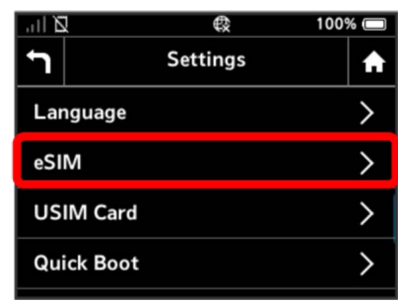 100%
Settings
Language
eSIM
USIM Card
Quick Boot